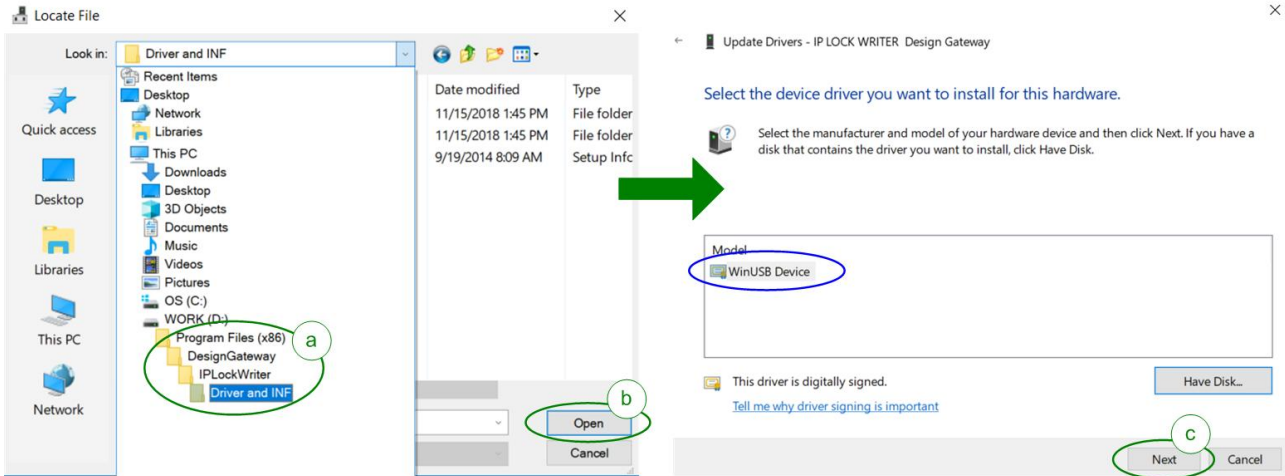 Locate File
Look in:
Driver and INF
Recent Items
Desktop
Network
Libraries
This PC
Downloads
Desktop
3D Objects
Documents
Music
Videos
Pictures
OS (C:)
WORK (D:)
Program Files (x86)
DesignGateway
IPLockWriter
Driver and INF
a
Quick access
Desktop
Libraries
This PC
Network
Date modified Type
11/15/2018 1:45 PM File folder
11/15/2018 1:45 PM File folder
9/19/2014 8:09 AM Setup Info
b
Open
Cancel
Update Drivers - IP LOCK WRITER Design Gateway
Select the device driver you want to install for this hardware.
Select the manufacturer and model of your hardware device and then click Next. If you have a
disk that contains the driver you want to install, click Have Disk.
Model
WinUSB Device
This driver is digitally signed.
Tell me why driver signing is important
Have Disk...
c
Next Cancel